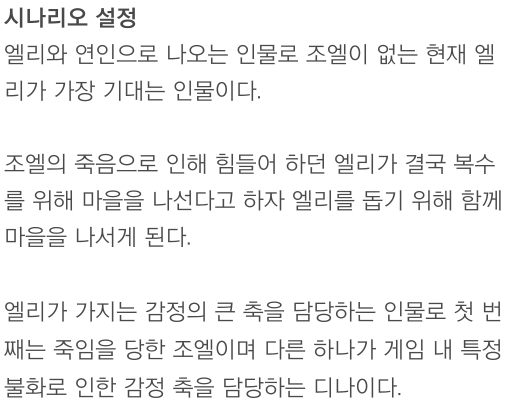 시나리오 설정
엘리와 연인으로 나오는 인물로 조엘이 없는 현재 엘
리가 가장 기대는 인물이다.
조엘의 죽음으로 인해 힘들어 하던 엘리가 결국 복수
를 위해 마을을 나선다고 하자 엘리를 돕기 위해 함께
마을을 나서게 된다.
엘리가 가지는 감정의 큰 축을 담당하는 인물로 첫 번
째는 죽임을 당한 조엘이며 다른 하나가 게임 내 특정
불화로 인한 감정 축을 담당하는 디나이다.